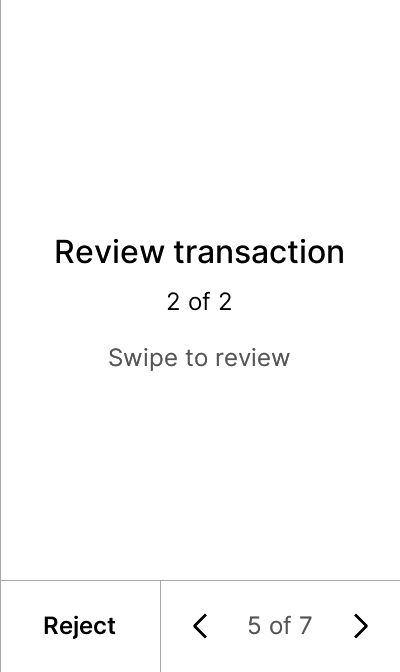 Review transaction
2 of 2
Swipe to review
Reject
5 of 7